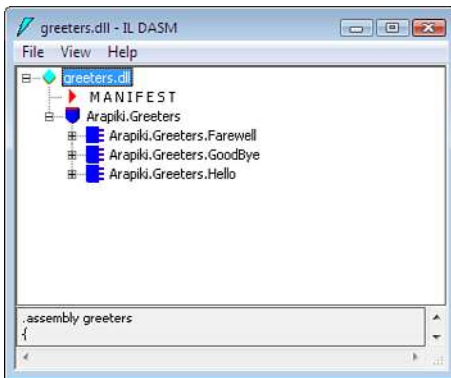 greeters.dll - IL DASM
File View Help
greeters.dll
MANIFEST
Arapiki.Greeters
Arapiki.Greeters.Farewell
Arapiki.Greeters.GoodBye
Arapiki.Greeters.Hello
.assembly greeters
{